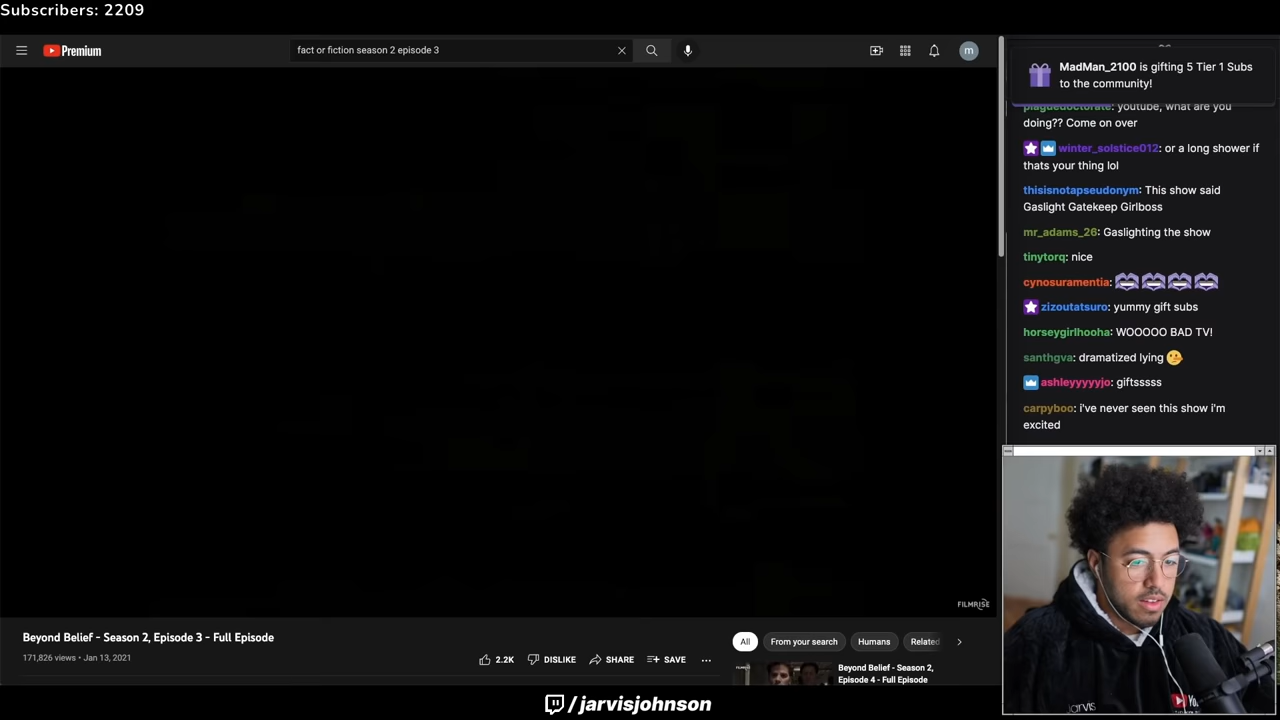 Subscribers: 2209
Premium
fact or fiction season 2 episode 3
m
MadMan_2100 is gifting 5 Tier 1 Subs
to the community!
plaguedoctorate: youtube, what are you
doing?? Come on over
winter_solstice012: or a long shower if
thats your thing lol
thisisnotapseudonym: This show said
Gaslight Gatekeep Girlboss
mr_adams_26: Gaslighting the show
tinytorq: nice
cynosuramentia:
zizoutatsuro: yummy gift subs
horseygirlhooha: WOOOOO BAD TV!
santhgva: dramatized lying
ashleyyyyyjo: giftsssss
carpyboo: i've never seen this show i'm
excited
FILMRISE
Beyond Belief - Season 2, Episode 3 - Full Episode
171,826 views • Jan 13, 2021
2.2K DISLIKE SHARE SAVE
All From your search Humans Related
Beyond Belief - Season 2,
Episode 4 - Full Episode
/jarvisjohnson
jarvis